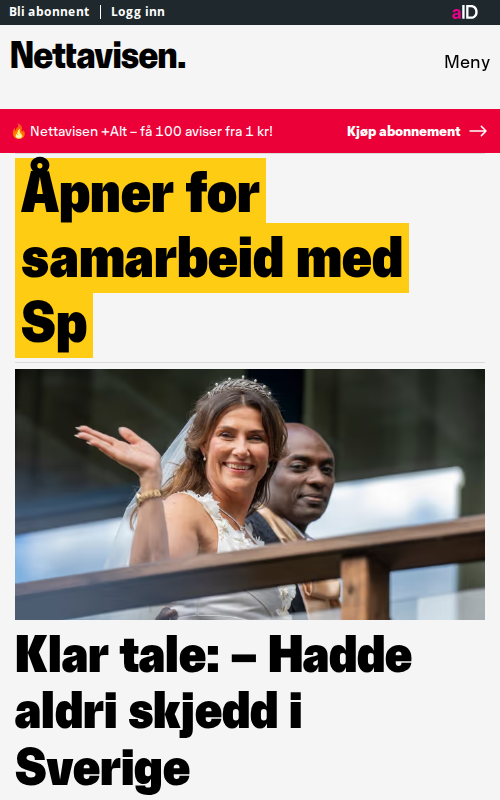 Bli abonnent | Logg inn
aID
Nettavisen.
Meny
🔥 Nettavisen +Alt – få 100 aviser fra 1 kr!
Kjøp abonnement →
Åpner for
samarbeid med
Sp
Klar tale: – Hadde
aldri skjedd i
Sverige